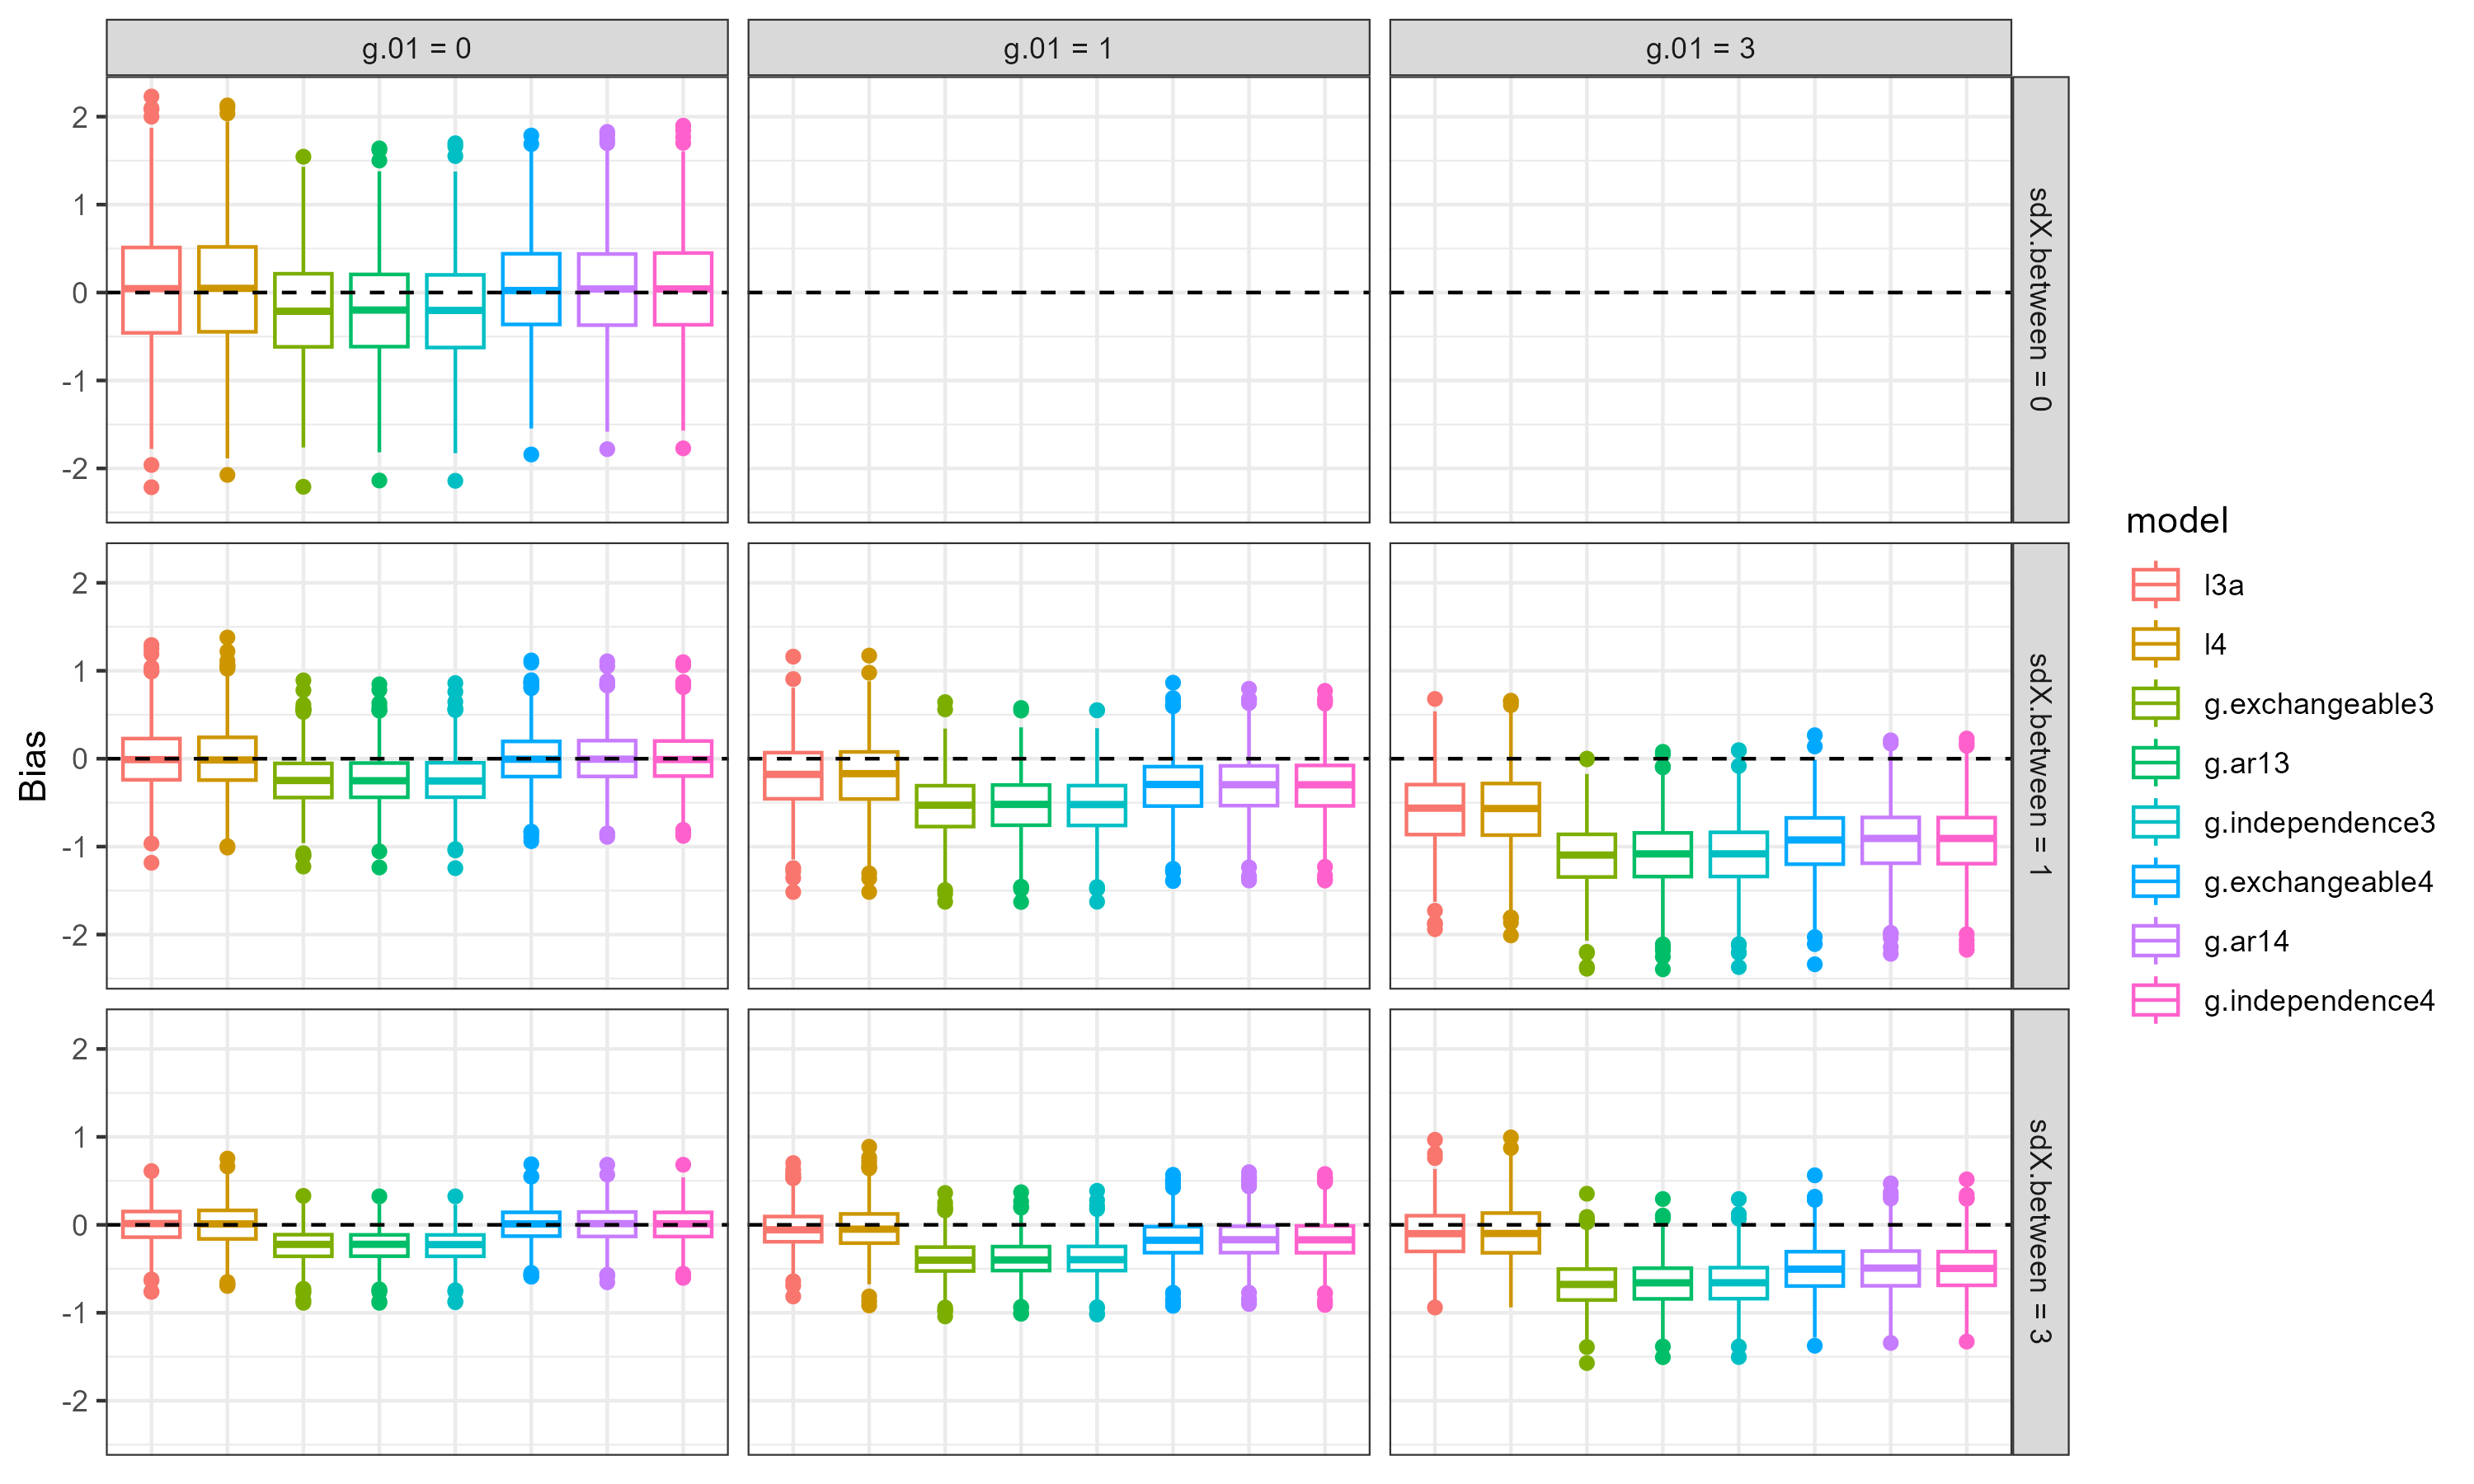 g.01 = 0
g.01 = 1
g.01 = 3
2
1
0
-1
-2
sdX.between = 0
2
1
0
-1
-2
sdX.between = 1
2
1
0
-1
-2
sdX.between = 3
Bias
model
l3a
l4
g.exchangeable3
g.ar13
g.independence3
g.exchangeable4
g.ar14
g.independence4